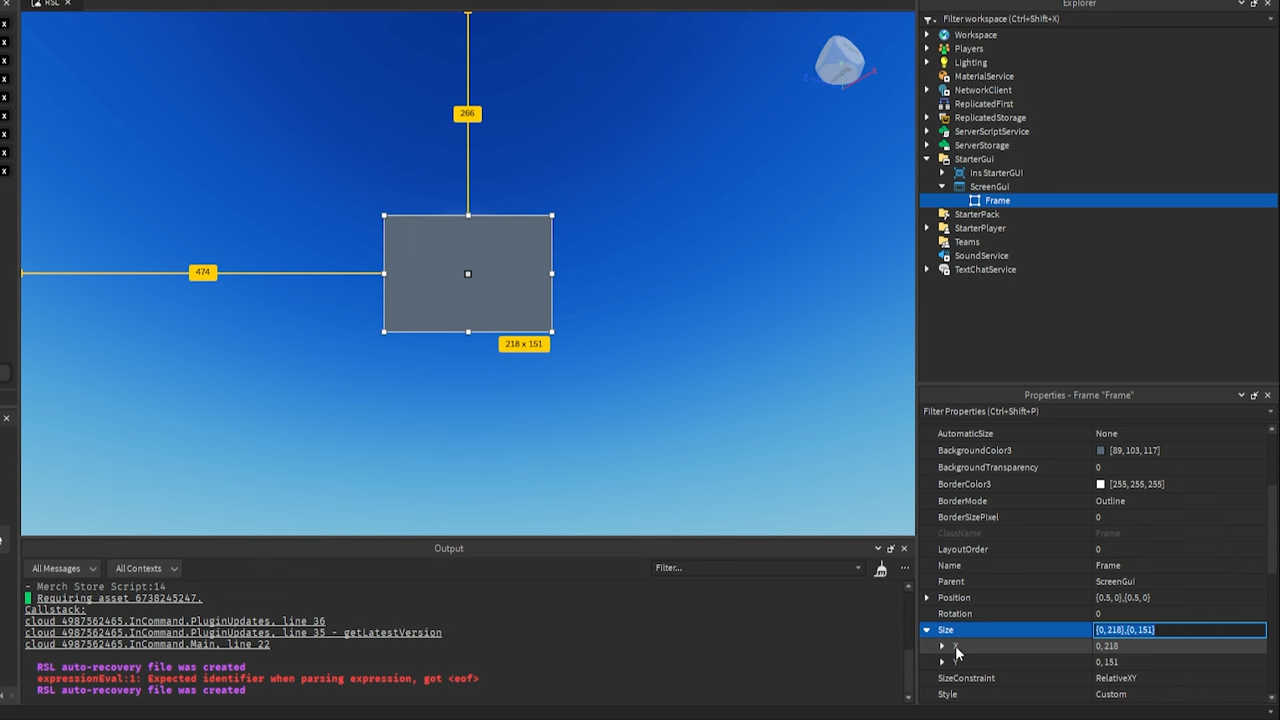 RSL
Explorer
Filter workspace (Ctrl+Shift+X)
Workspace
Players
Lighting
MaterialService
NetworkClient
ReplicatedFirst
ReplicatedStorage
ServerScriptService
ServerStorage
StarterGui
Ins StarterGUI
ScreenGui
Frame
StarterPack
StarterPlayer
Teams
SoundService
TextChatService
266
474
218 x 151
Properties - Frame "Frame"
Filter Properties (Ctrl+Shift+P)
AutomaticSize None
BackgroundColor3 [89, 103, 117]
BackgroundTransparency 0
BorderColor3 [255, 255, 255]
BorderMode Outline
BorderSizePixel 0
ClassName Frame
LayoutOrder 0
Name Frame
Parent ScreenGui
Position {0.5, 0},{0.5, 0}
Rotation 0
Size {0, 218},{0, 151}
X 0, 218
Y 0, 151
SizeConstraint RelativeXY
Style Custom
Output
All Messages All Contexts Filter...
- Merch Store Script:14
Requiring asset 6738245247.
Callstack:
cloud_4987562465.InCommand.PluginUpdates, line 36
cloud_4987562465.InCommand.PluginUpdates, line 35 - getLatestVersion
cloud_4987562465.InCommand.Main, line 22
RSL auto-recovery file was created
expressionEval:1: Expected identifier when parsing expression, got <eof>
RSL auto-recovery file was created